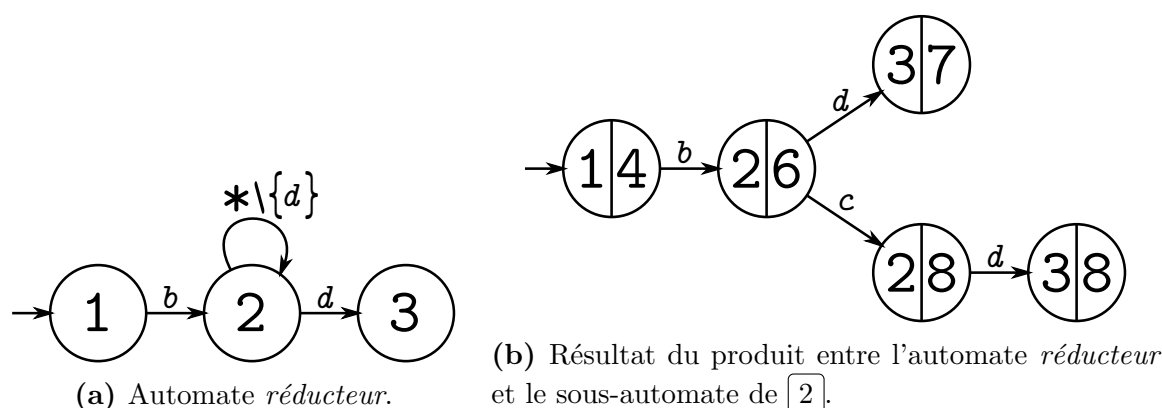 *\{d}
1 b 2 d 3
(a) Automate réducteur.
3 7
d
1 4 b 2 6
c
2 8 d 3 8
(b) Résultat du produit entre l'automate réducteur
et le sous-automate de 2.